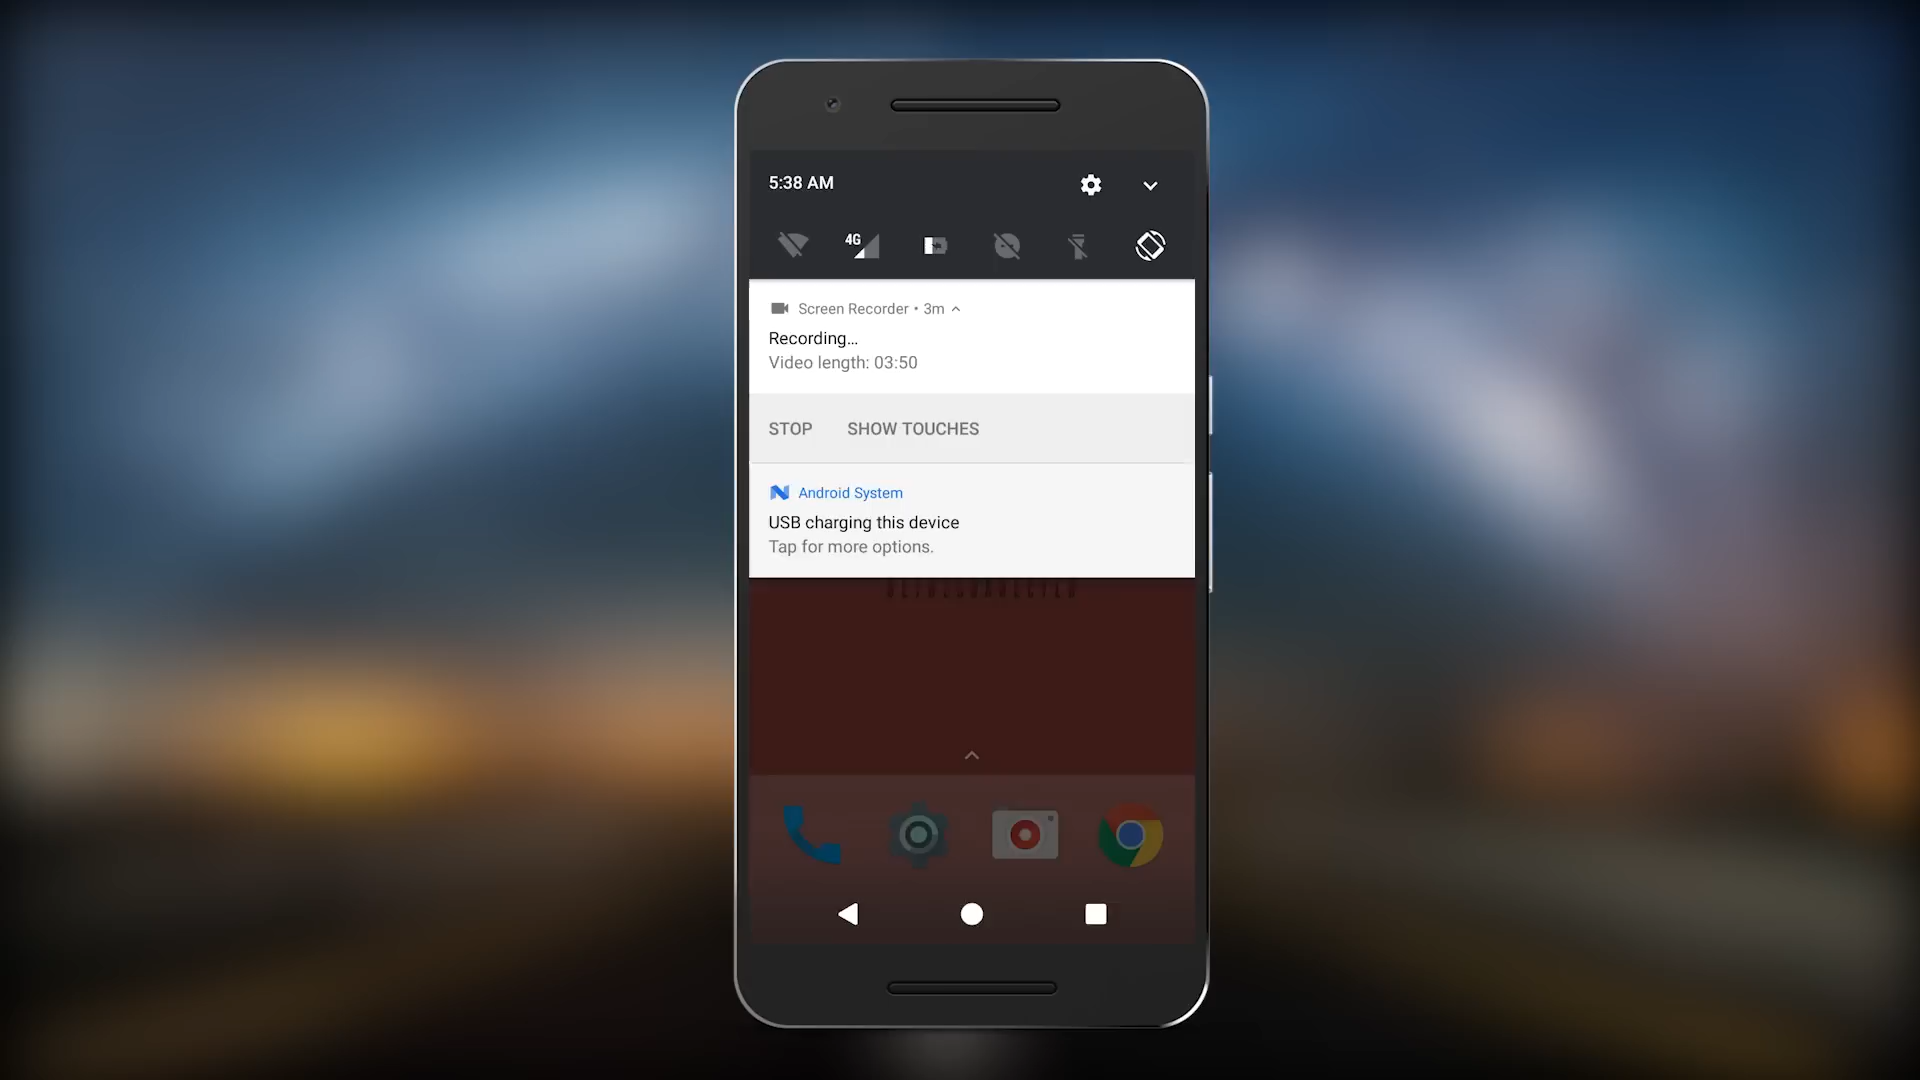 5:38 AM
4G
Screen Recorder • 3m
Recording...
Video length: 03:50
STOP SHOW TOUCHES
Android System
USB charging this device
Tap for more options.